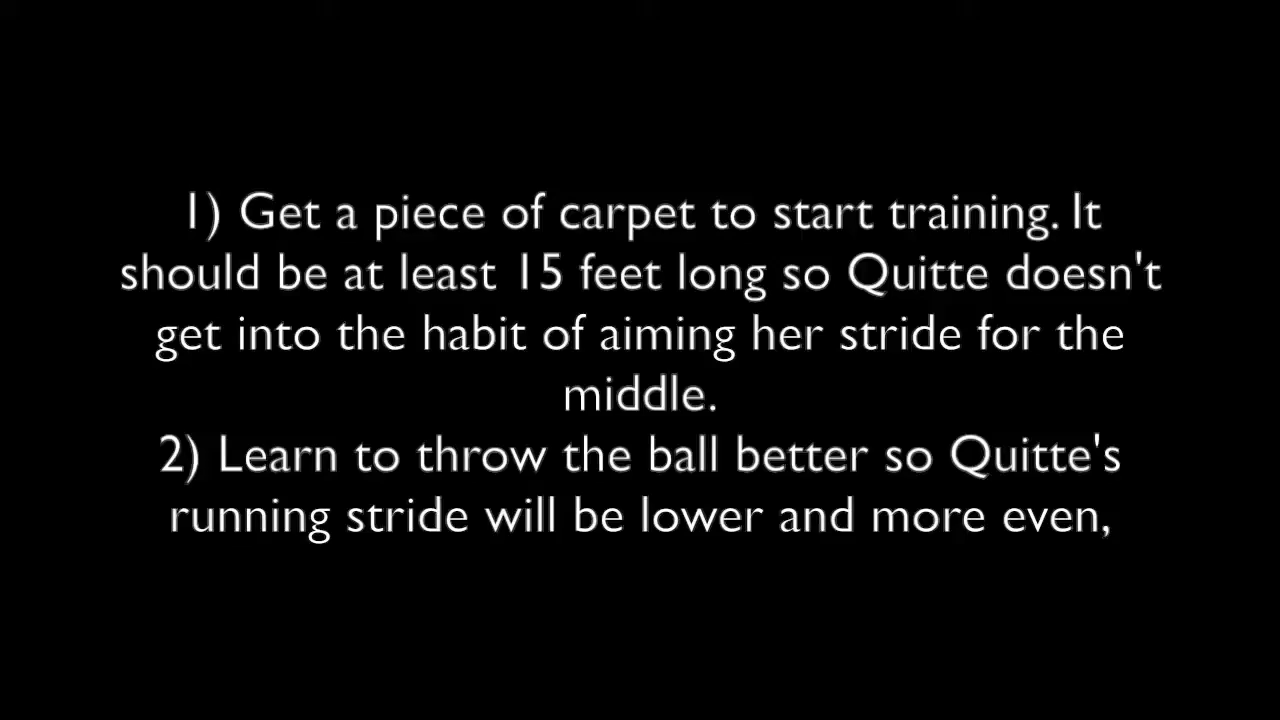 1) Get a piece of carpet to start training. It
should be at least 15 feet long so Quitte doesn't
get into the habit of aiming her stride for the
middle.
2) Learn to throw the ball better so Quitte's
running stride will be lower and more even,